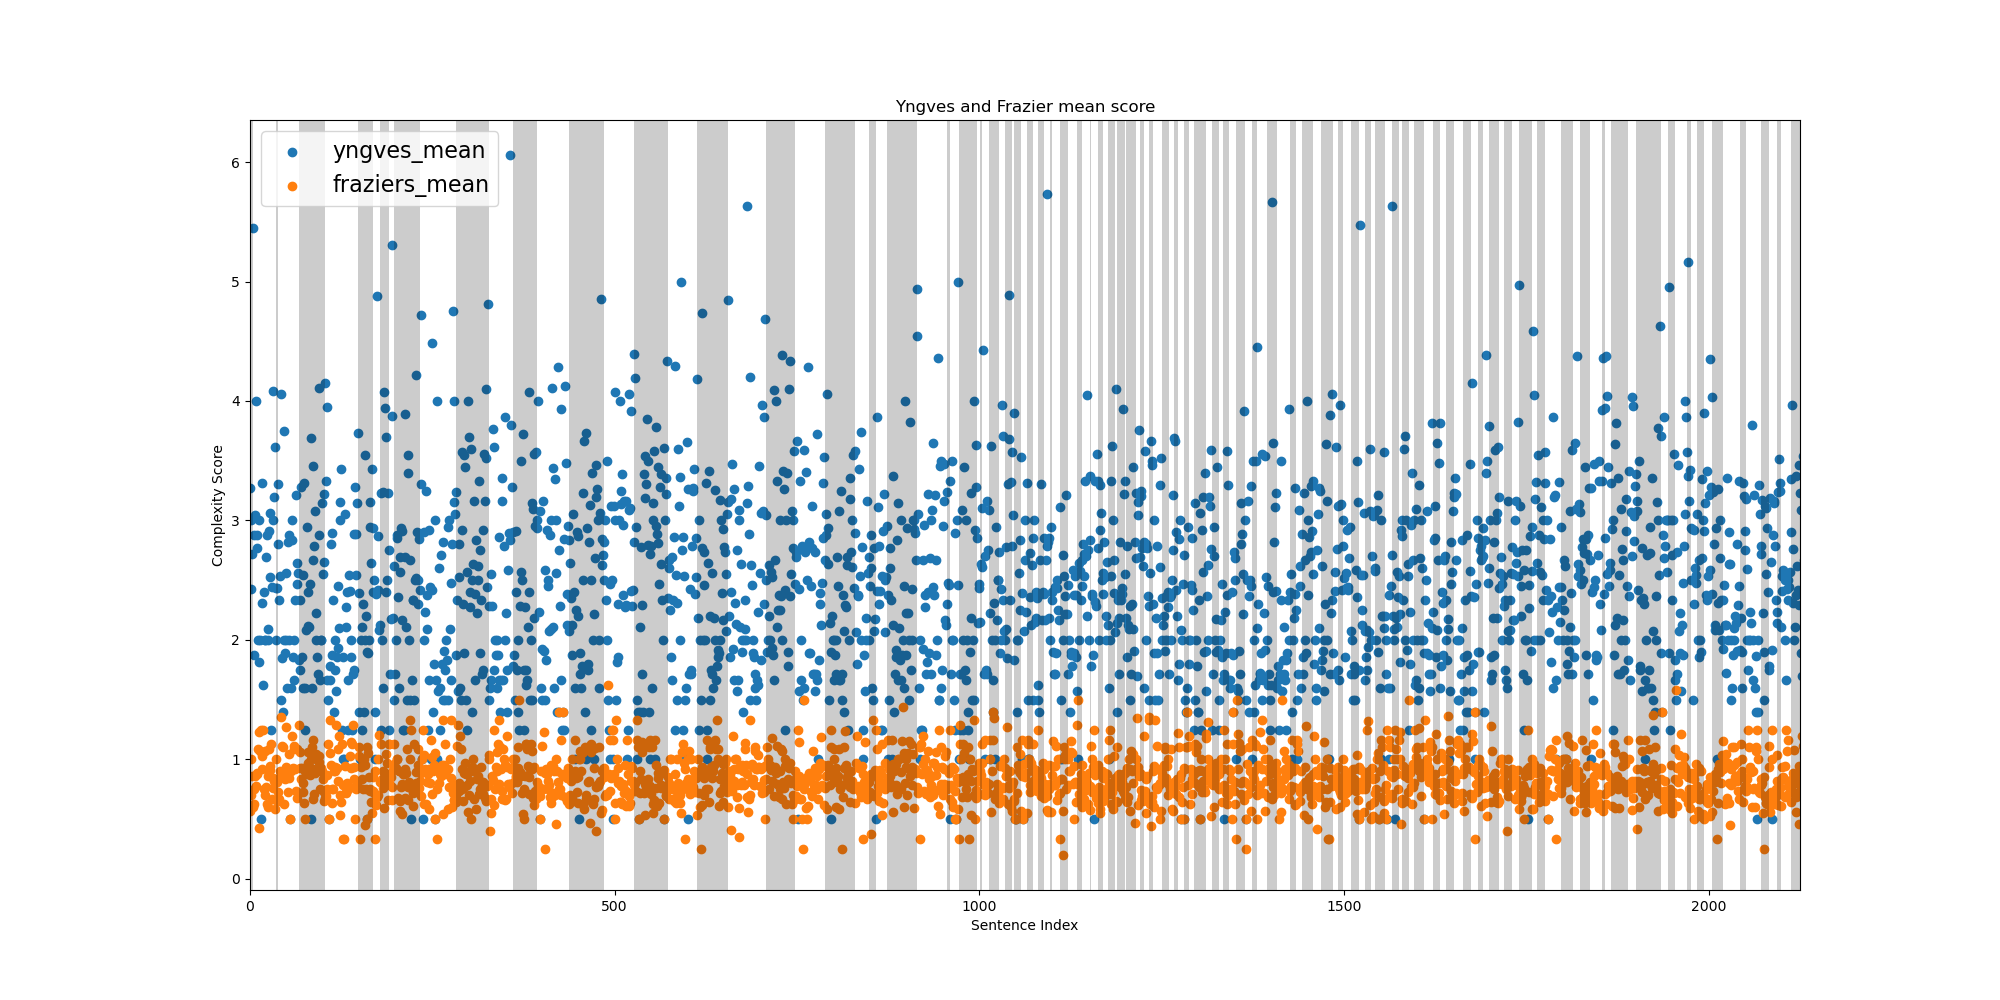 Yngves and Frazier mean score
yngves_mean
fraziers_mean
Complexity Score
6
5
4
3
2
1
0
0 500 1000 1500 2000
Sentence Index